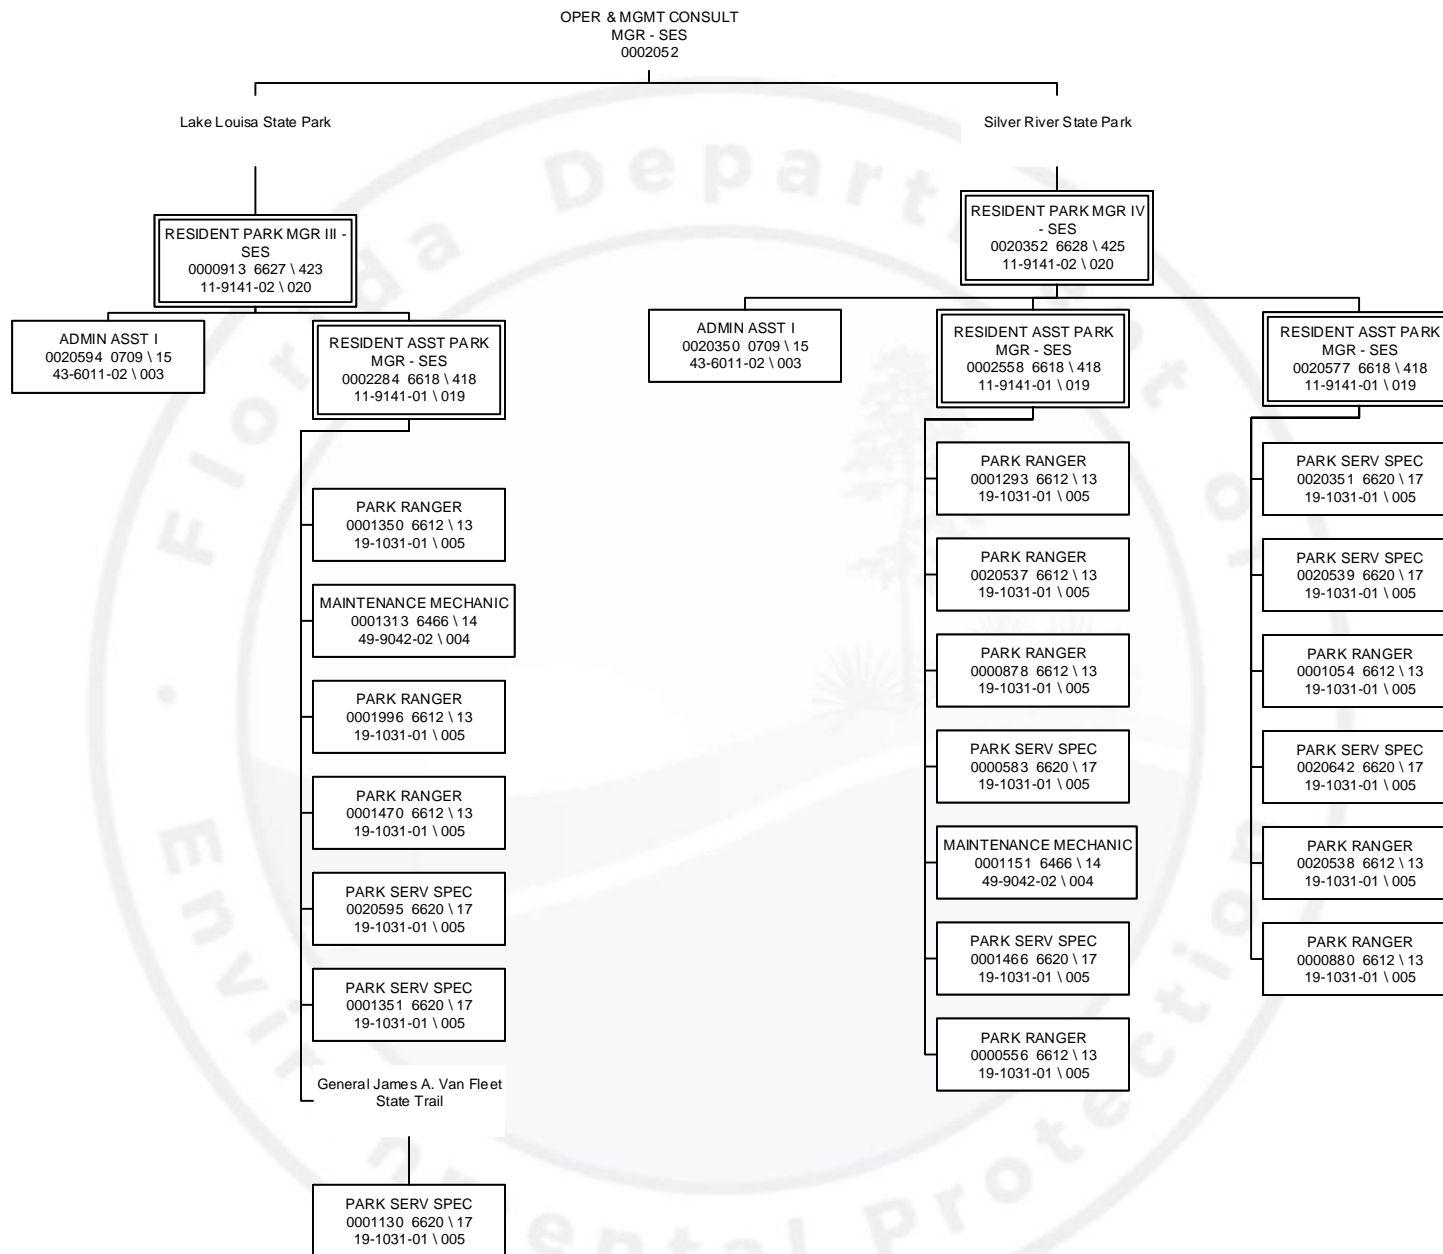 OPER & MGMT CONSULT
MGR - SES
0002052
Lake Louisa State Park
Silver River State Park
RESIDENT PARK MGR III -
SES
0000913 6627 \ 423
11-9141-02 \ 020
RESIDENT PARK MGR IV
- SES
0020352 6628 \ 425
11-9141-02 \ 020
ADMIN ASST I
0020594 0709 \ 15
43-6011-02 \ 003
RESIDENT ASST PARK
MGR - SES
0002284 6618 \ 418
11-9141-01 \ 019
ADMIN ASST I
0020350 0709 \ 15
43-6011-02 \ 003
RESIDENT ASST PARK
MGR - SES
0002558 6618 \ 418
11-9141-01 \ 019
RESIDENT ASST PARK
MGR - SES
0020577 6618 \ 418
11-9141-01 \ 019
PARK RANGER
0001350 6612 \ 13
19-1031-01 \ 005
MAINTENANCE MECHANIC
0001313 6466 \ 14
49-9042-02 \ 004
PARK RANGER
0001996 6612 \ 13
19-1031-01 \ 005
PARK RANGER
0001470 6612 \ 13
19-1031-01 \ 005
PARK SERV SPEC
0020595 6620 \ 17
19-1031-01 \ 005
PARK SERV SPEC
0001351 6620 \ 17
19-1031-01 \ 005
General James A. Van Fleet
State Trail
PARK SERV SPEC
0001130 6620 \ 17
19-1031-01 \ 005
PARK RANGER
0001293 6612 \ 13
19-1031-01 \ 005
PARK RANGER
0020537 6612 \ 13
19-1031-01 \ 005
PARK RANGER
0000878 6612 \ 13
19-1031-01 \ 005
PARK SERV SPEC
0000583 6620 \ 17
19-1031-01 \ 005
MAINTENANCE MECHANIC
0001151 6466 \ 14
49-9042-02 \ 004
PARK SERV SPEC
0001466 6620 \ 17
19-1031-01 \ 005
PARK RANGER
0000556 6612 \ 13
19-1031-01 \ 005
PARK SERV SPEC
0020351 6620 \ 17
19-1031-01 \ 005
PARK SERV SPEC
0020539 6620 \ 17
19-1031-01 \ 005
PARK RANGER
0001054 6612 \ 13
19-1031-01 \ 005
PARK SERV SPEC
0020642 6620 \ 17
19-1031-01 \ 005
PARK RANGER
0020538 6612 \ 13
19-1031-01 \ 005
PARK RANGER
0000880 6612 \ 13
19-1031-01 \ 005
Florida Department of
Environmental Protection